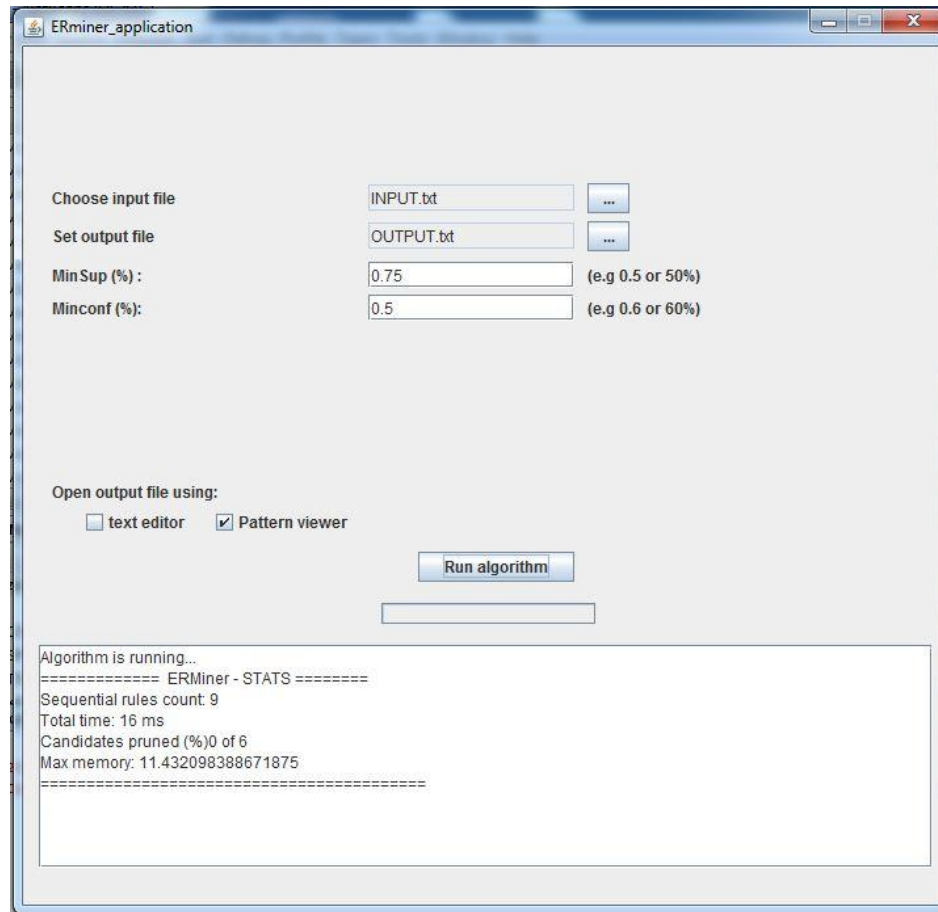 ERminer_application
Choose input file INPUT.txt ...
Set output file OUTPUT.txt ...
MinSup (%) : 0.75 (e.g 0.5 or 50%)
Minconf (%): 0.5 (e.g 0.6 or 60%)
Open output file using:
text editor Pattern viewer
Run algorithm
Algorithm is running...
============= ERMiner - STATS ========
Sequential rules count: 9
Total time: 16 ms
Candidates pruned (%)0 of 6
Max memory: 11.432098388671875
==========================================